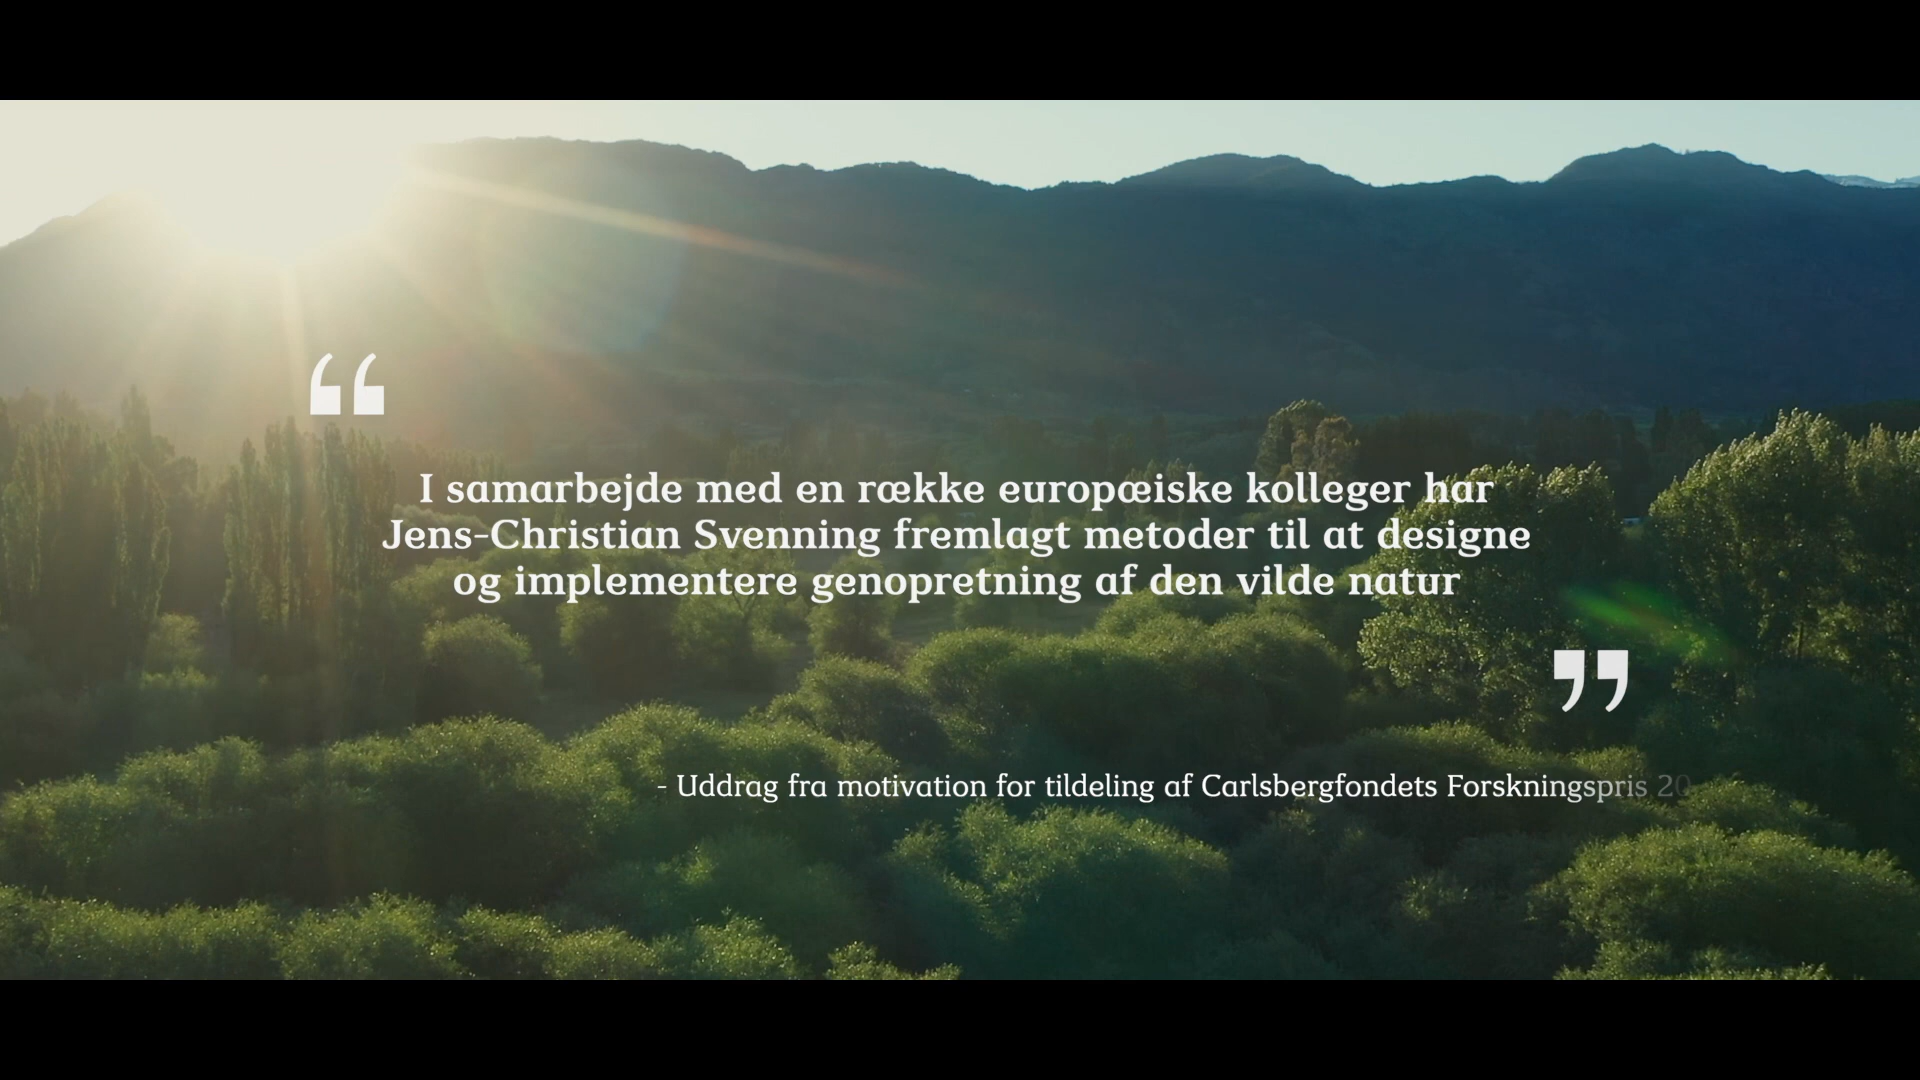 “
I samarbejde med en række europæiske kolleger har
Jens-Christian Svenning fremlagt metoder til at designe
og implementere genopretning af den vilde natur
”
- Uddrag fra motivation for tildeling af Carlsbergfondets Forskningspris 20